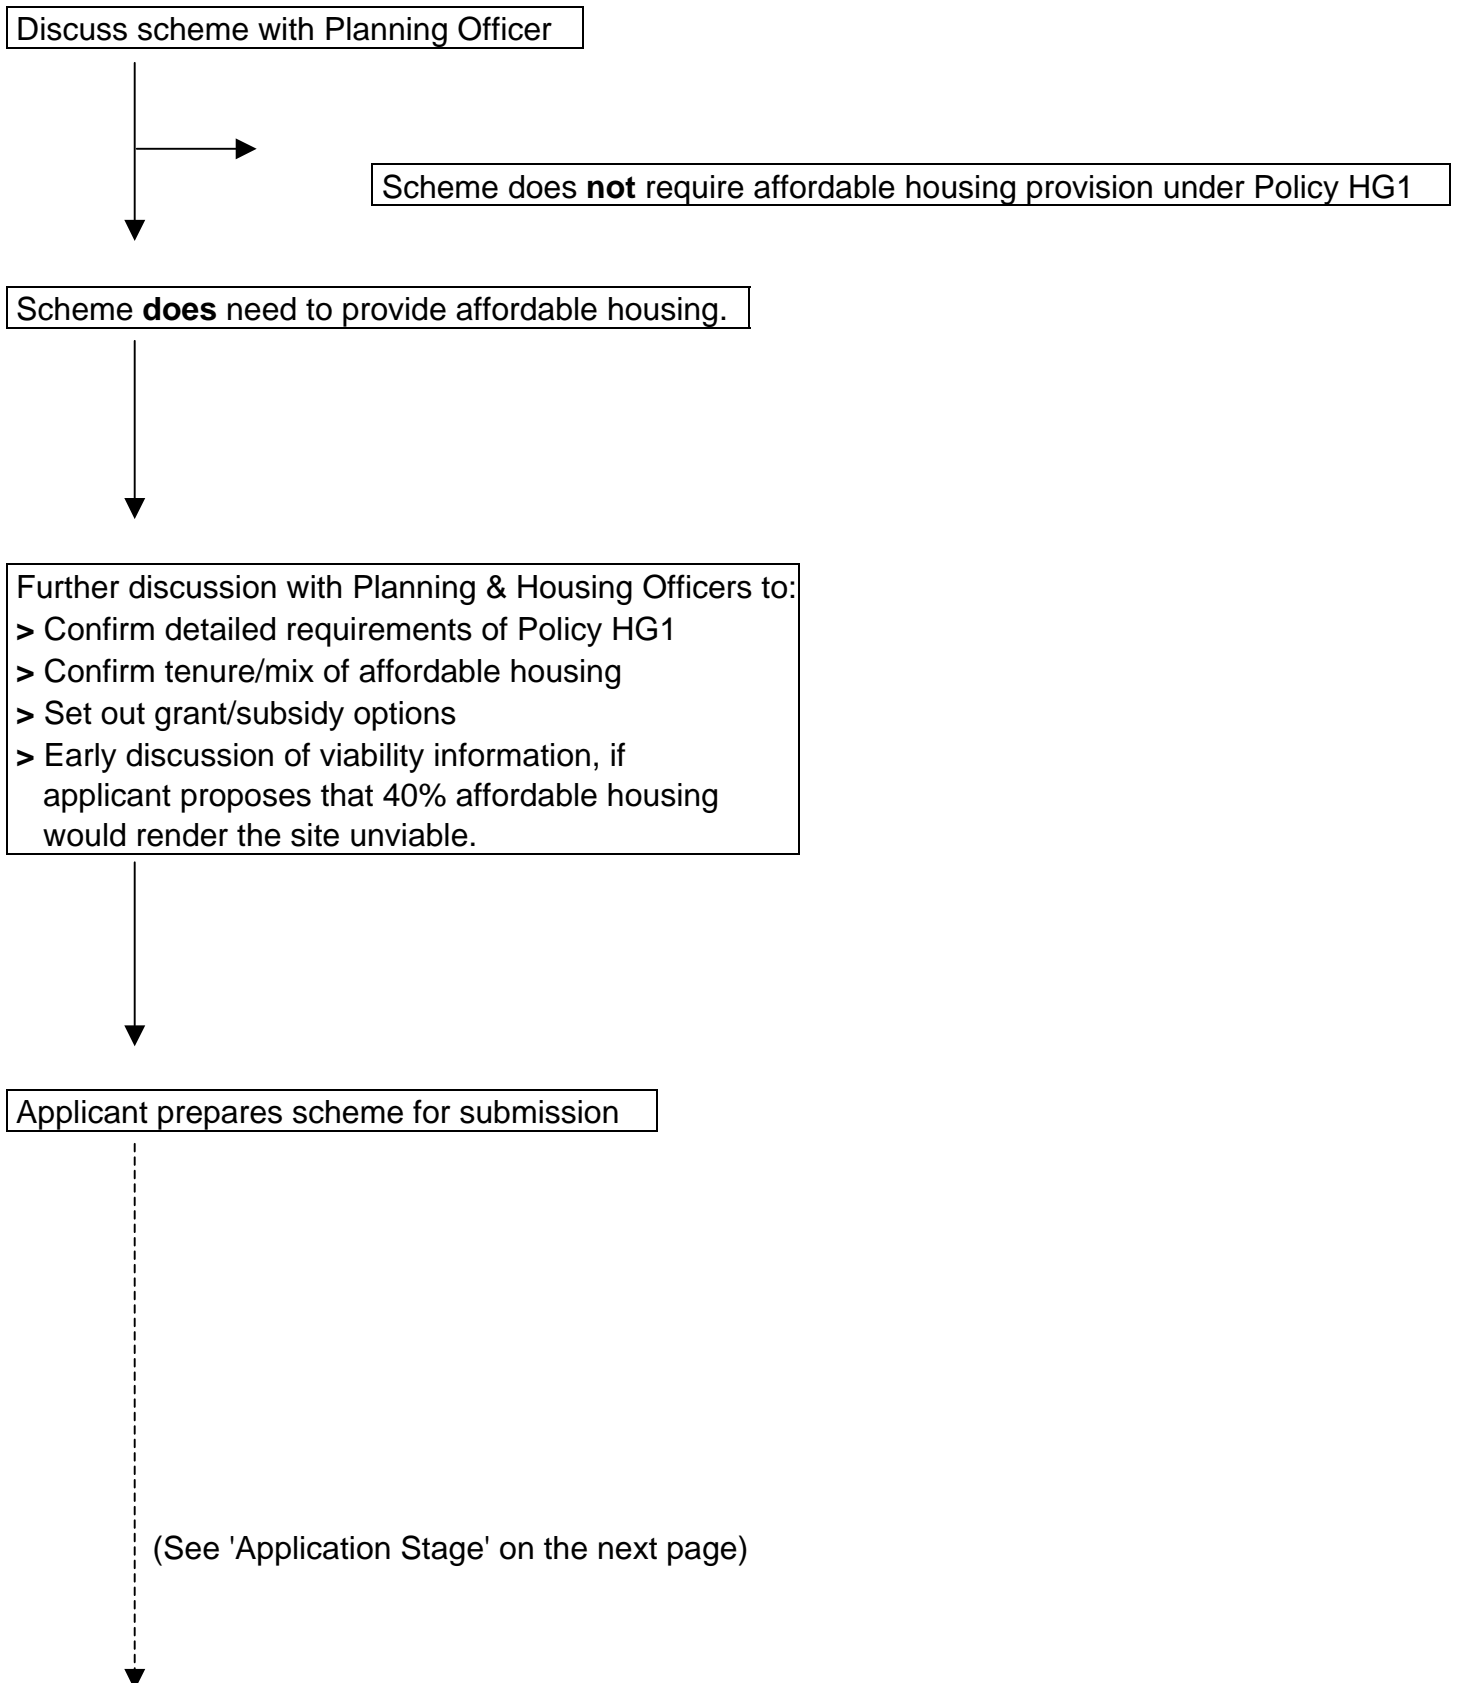 Discuss scheme with Planning Officer
Scheme does not require affordable housing provision under Policy HG1
Scheme does need to provide affordable housing.
Further discussion with Planning & Housing Officers to:
> Confirm detailed requirements of Policy HG1
> Confirm tenure/mix of affordable housing
> Set out grant/subsidy options
> Early discussion of viability information, if
applicant proposes that 40% affordable housing
would render the site unviable.
Applicant prepares scheme for submission
(See 'Application Stage' on the next page)